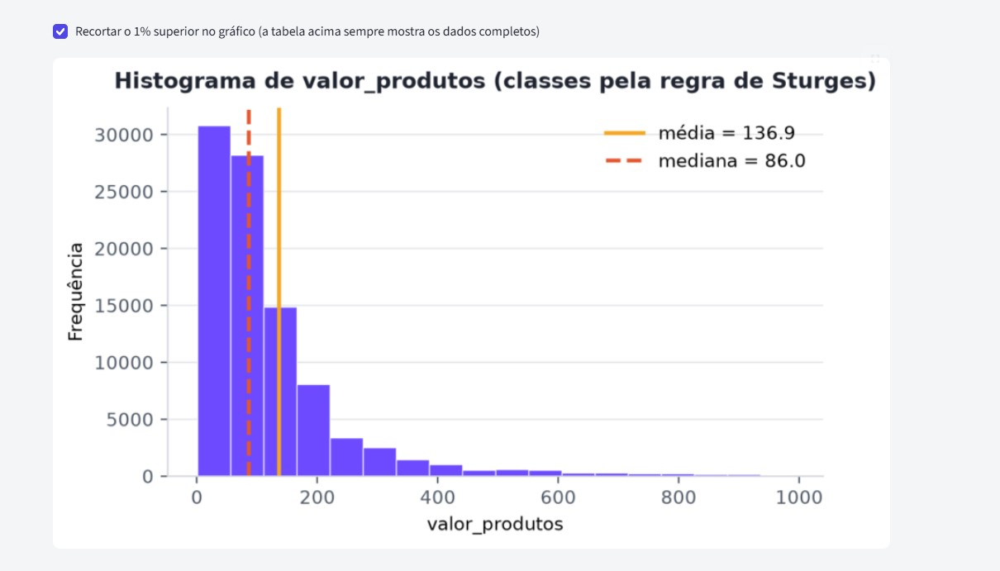 Recortar o 1% superior no gráfico (a tabela acima sempre mostra os dados completos)
Histograma de valor_produtos (classes pela regra de Sturges)
média = 136.9
mediana = 86.0
30000
25000
20000
15000
10000
5000
0
Frequência
0 200 400 600 800 1000
valor_produtos